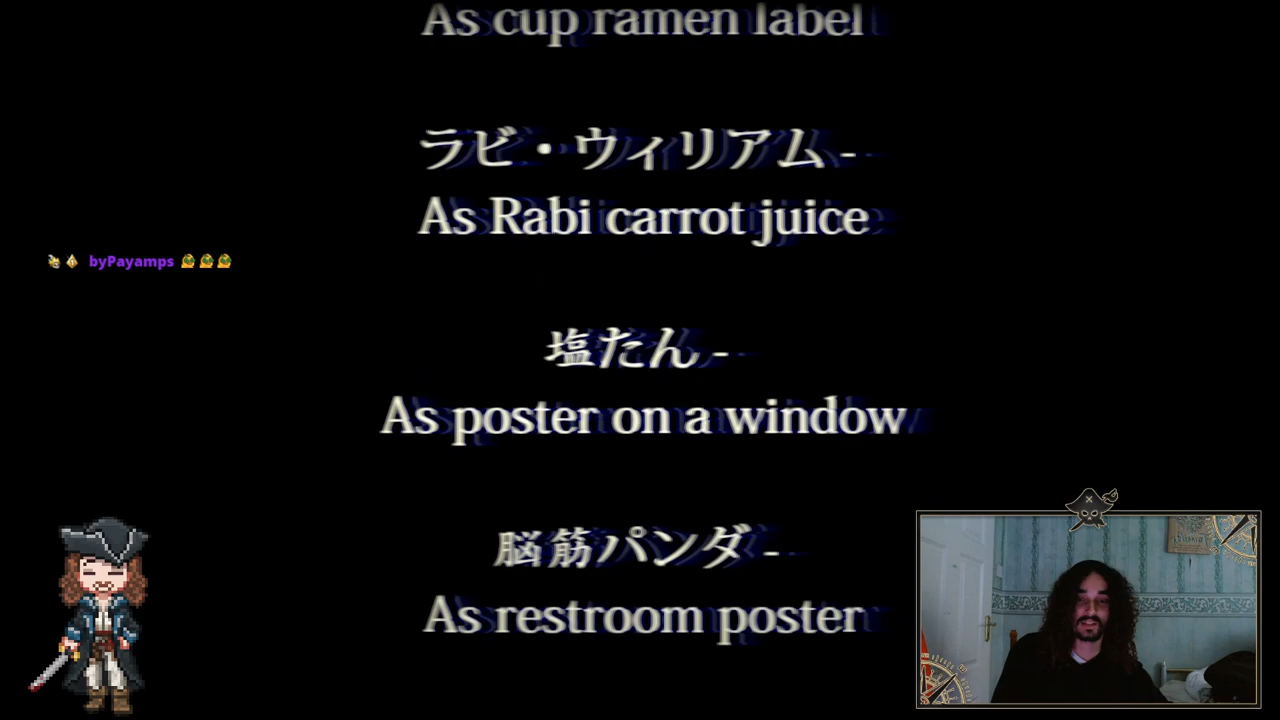 As cup ramen label
ラビ・ウィリアム -
As Rabi carrot juice
byPayamps
塩たん -
As poster on a window
脳筋パンダ -
As restroom poster